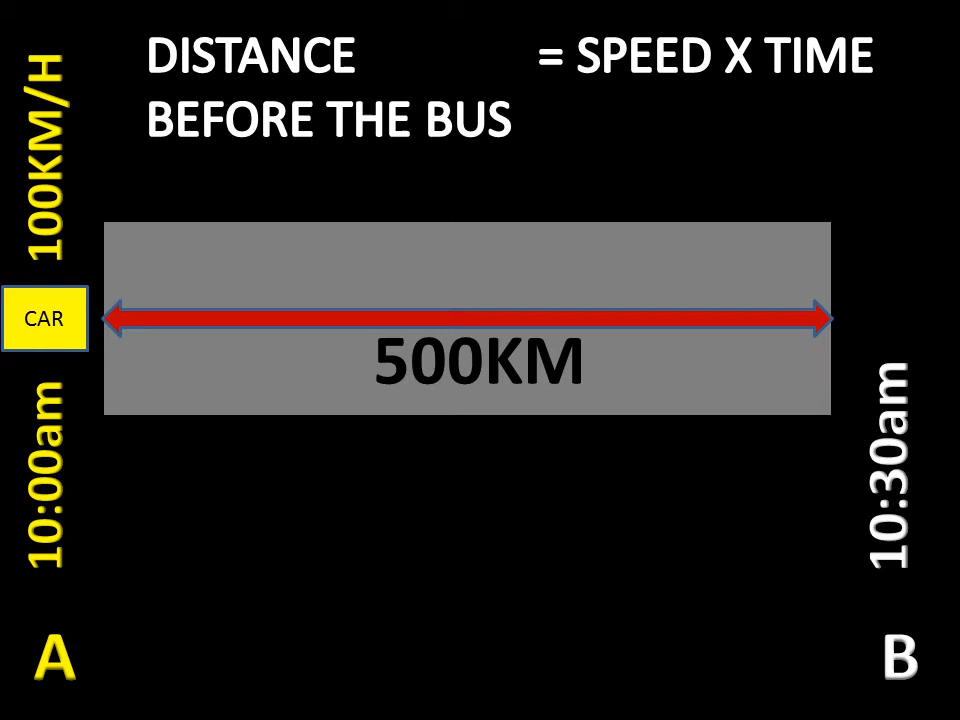 DISTANCE = SPEED X TIME
BEFORE THE BUS
100KM/H
CAR
500KM
10:00am
10:30am
A
B